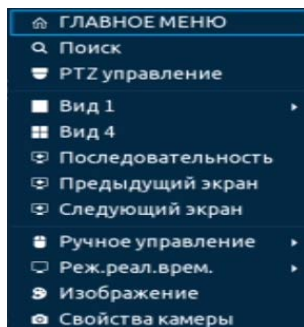 ГЛАВНОЕ МЕНЮ
Поиск
PTZ управление
Вид 1
Вид 4
Последовательность
Предыдущий экран
Следующий экран
Ручное управление
Реж.реал.врем.
Изображение
Свойства камеры